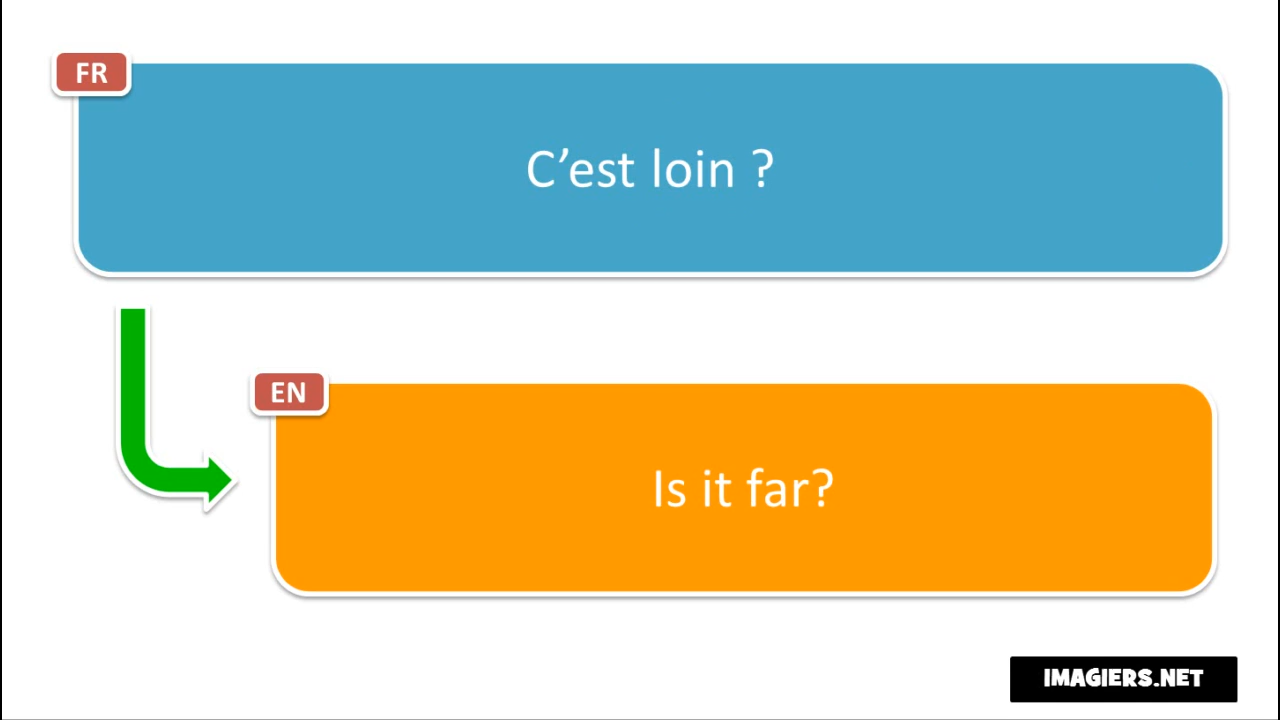 FR
C’est loin ?
EN
Is it far?
IMAGIERS.NET